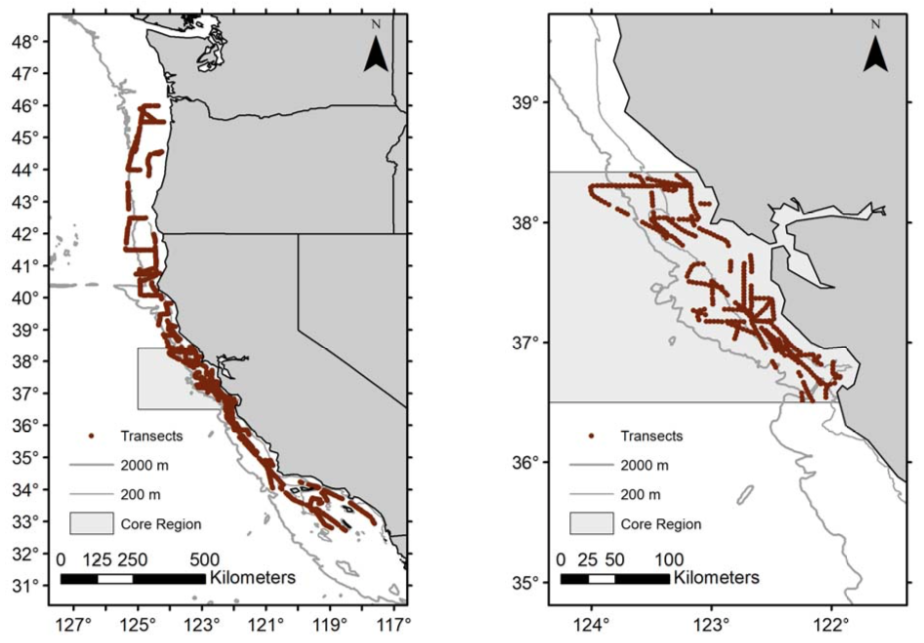 N
48°
47°
46°
45°
44°
43°
42°
41°
40°
39°
38°
37°
36°
35°
34°
33°
32°
31°
Transects
2000 m
200 m
Core Region
0 125 250 500
Kilometers
127° 125° 123° 121° 119° 117°
N
39°
38°
37°
36°
35°
Transects
2000 m
200 m
Core Region
0 25 50 100
Kilometers
124° 123° 122°